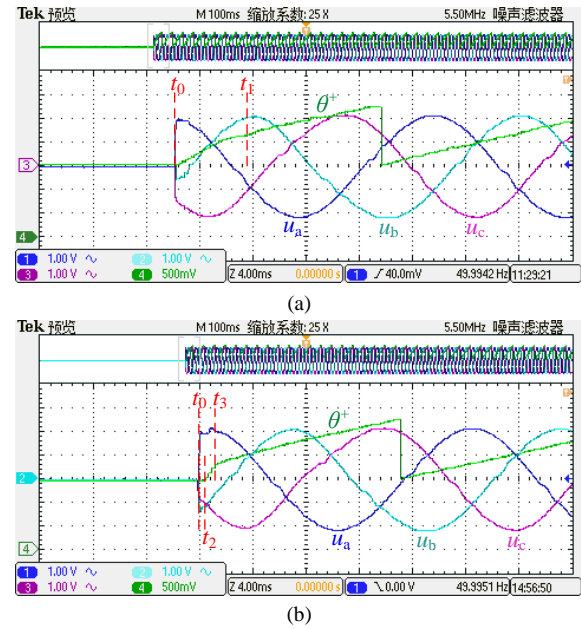 Tek 预览 M 100ms 缩放系数: 25 X 5.50MHz 噪声滤波器
t0 t1 θ+
3
ua ub uc
4
1 1.00 V ∿ 2 1.00 V ∿
3 1.00 V ∿ 4 500mV Z 4.00ms 0.00000 s 1 ⎍ 40.0mV 49.9942 Hz 11:29:21
(a)
Tek 预览 M 100ms 缩放系数: 25 X 5.50MHz 噪声滤波器
t0 t3 θ+
2
t2 ua ub uc
4
1 1.00 V ∿ 2 1.00 V ∿
3 1.00 V ∿ 4 500mV Z 4.00ms 0.00000 s 1 \ 0.00 V 49.9951 Hz 14:56:50
(b)